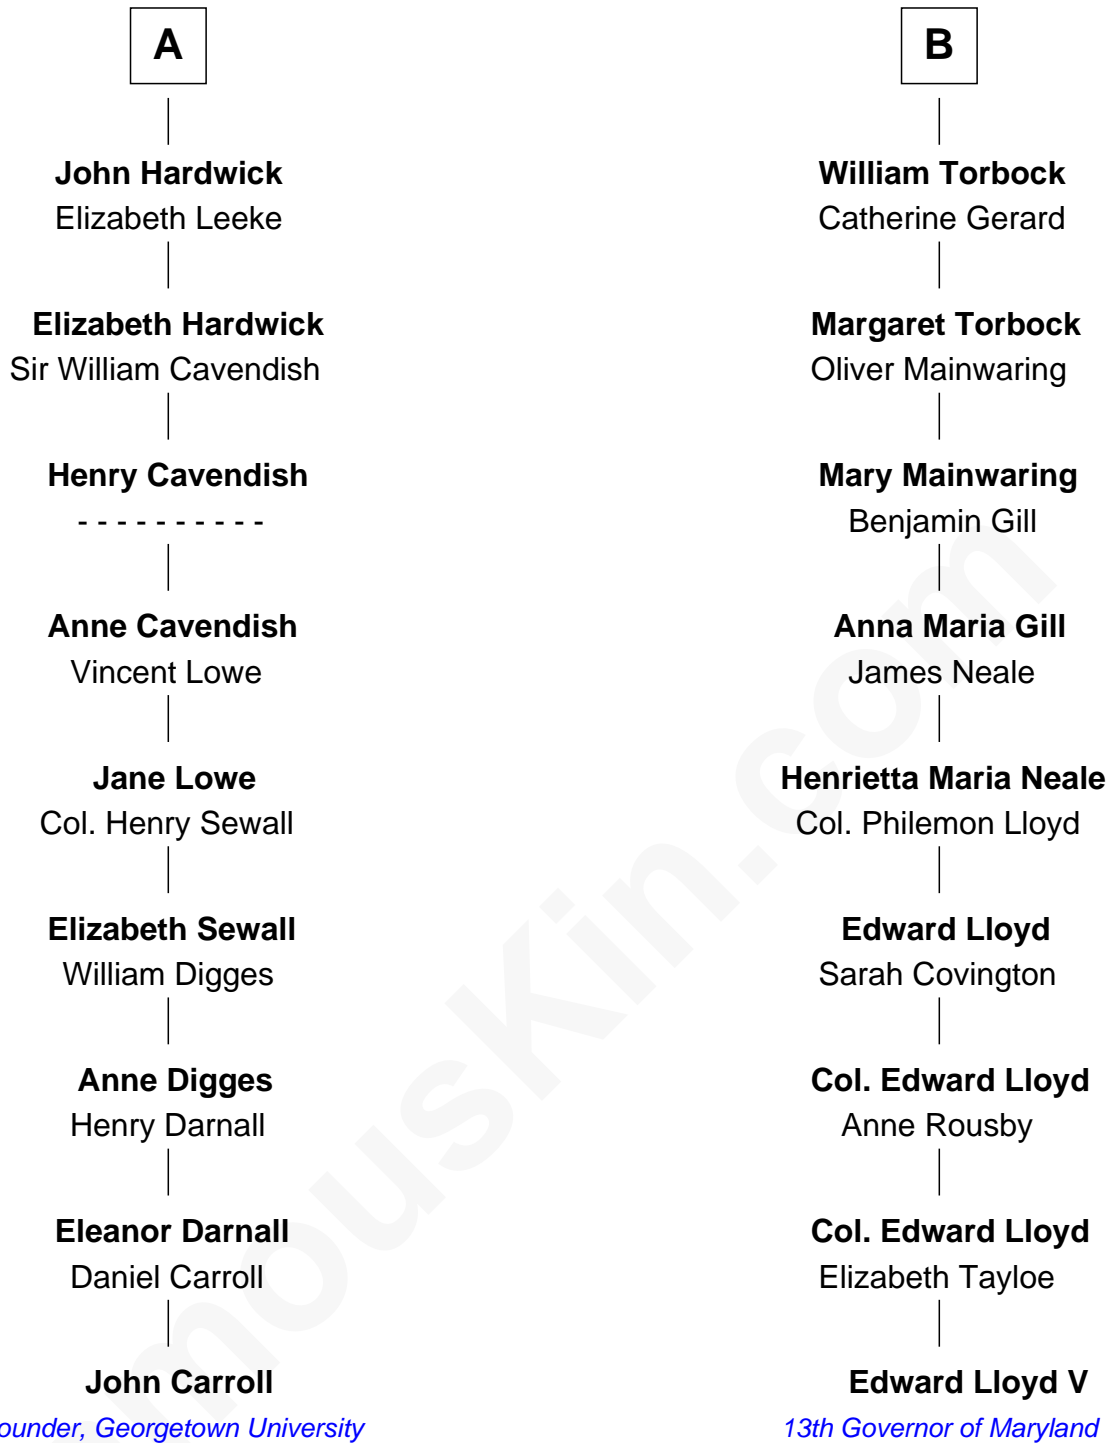 A
John Hardwick
Elizabeth Leeke
Elizabeth Hardwick
Sir William Cavendish
Henry Cavendish
- - - - - - - - - -
Anne Cavendish
Vincent Lowe
Jane Lowe
Col. Henry Sewall
Elizabeth Sewall
William Digges
Anne Digges
Henry Darnall
Eleanor Darnall
Daniel Carroll
John Carroll
ounder, Georgetown University
B
William Torbock
Catherine Gerard
Margaret Torbock
Oliver Mainwaring
Mary Mainwaring
Benjamin Gill
Anna Maria Gill
James Neale
Henrietta Maria Neale
Col. Philemon Lloyd
Edward Lloyd
Sarah Covington
Col. Edward Lloyd
Anne Rousby
Col. Edward Lloyd
Elizabeth Tayloe
Edward Lloyd V
13th Governor of Maryland
mouskin.com